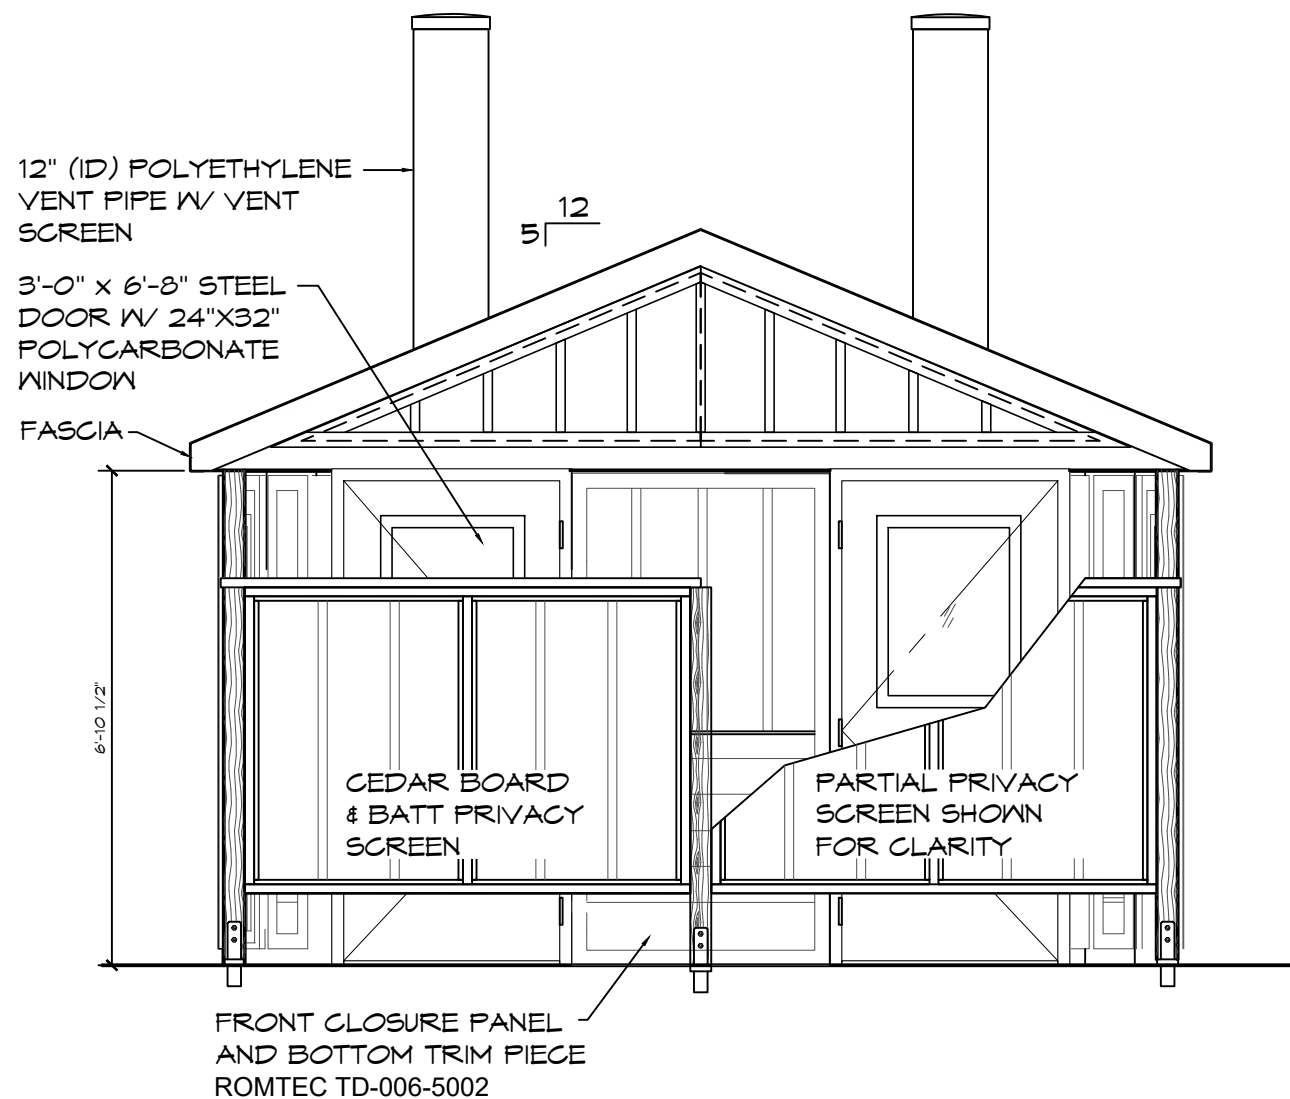 12" (ID) POLYETHYLENE
VENT PIPE W/ VENT
SCREEN
12
5
3'-0" x 6'-8" STEEL
DOOR W/ 24"X32"
POLYCARBONATE
WINDOW
FASCIA
6'-10 1/2"
CEDAR BOARD
& BATT PRIVACY
SCREEN
PARTIAL PRIVACY
SCREEN SHOWN
FOR CLARITY
FRONT CLOSURE PANEL
AND BOTTOM TRIM PIECE
ROMTEC TD-006-5002